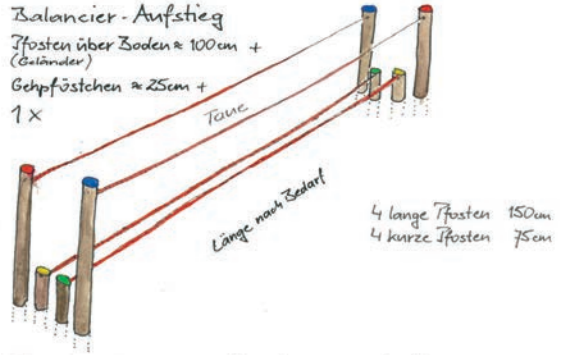 Balancier-Aufstieg
Pfosten über Boden ≈ 100cm +
(Geländer)
Gehpföstchen ≈ 25cm +
1x
Taue
Länge nach Bedarf
4 lange Pfosten 150cm
4 kurze Pfosten 75cm